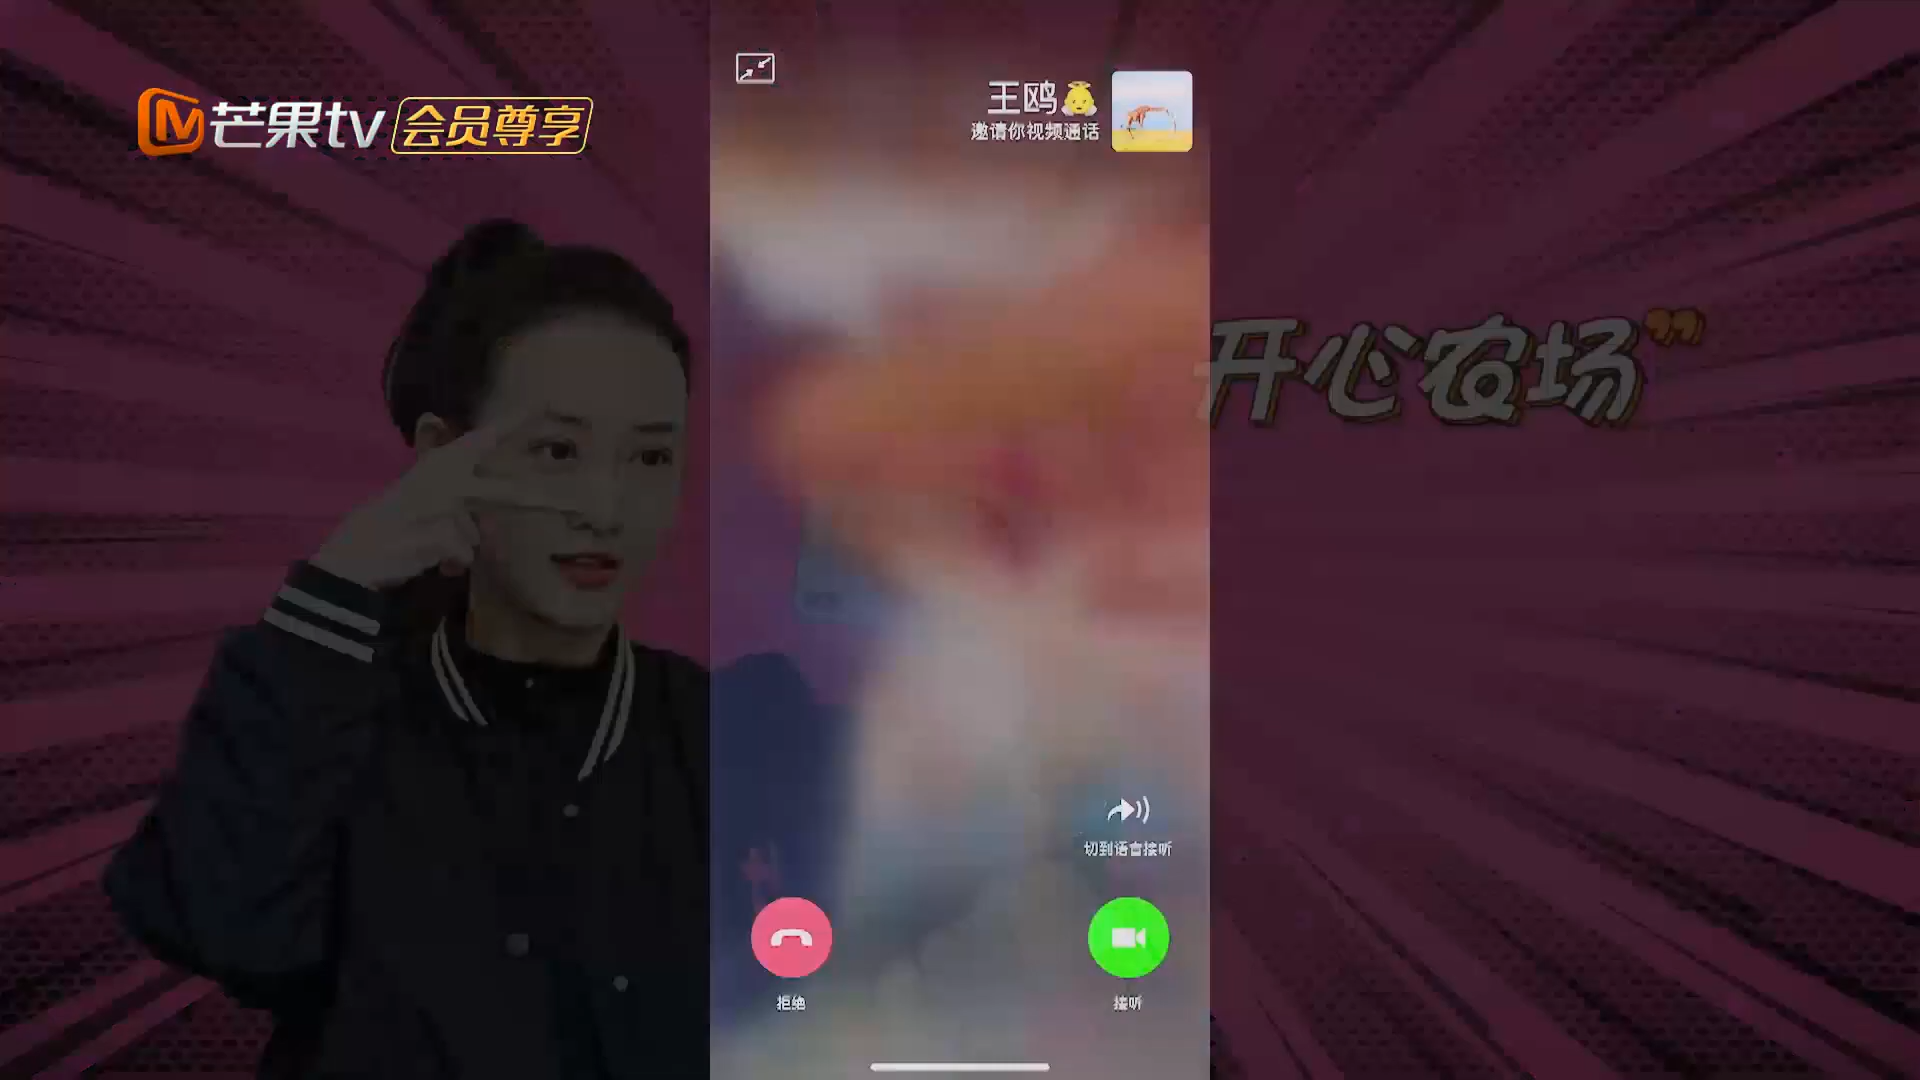 芒果tv 会员尊享
王鸥
邀请你视频通话
开心农场”
切到语音接听
拒绝
接听